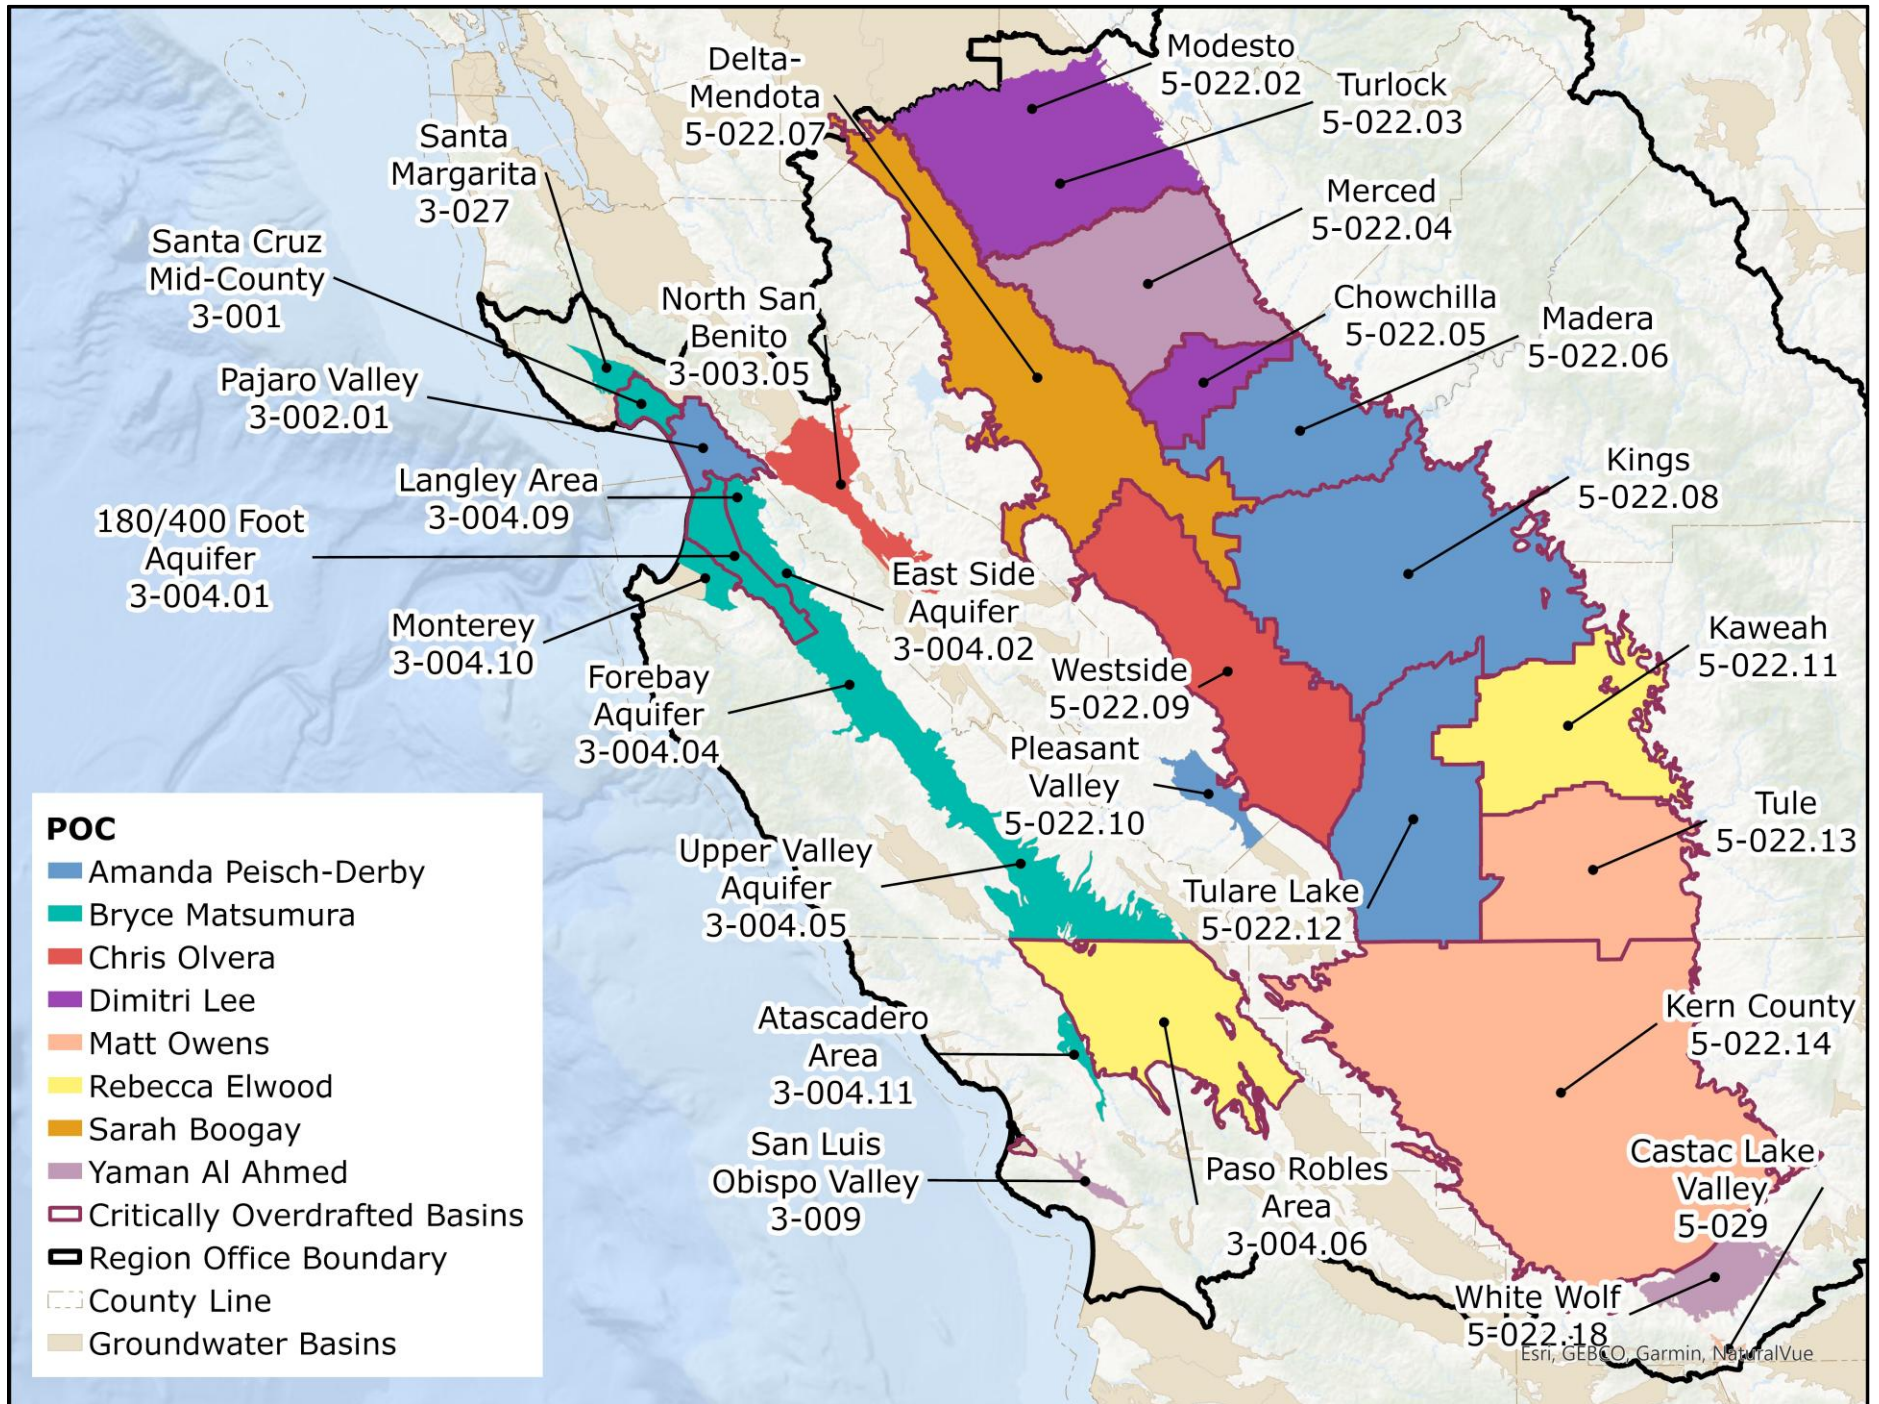 Delta-
Mendota
5-022.07
Modesto
5-022.02
Turlock
5-022.03
Santa
Margarita
3-027
Merced
5-022.04
Santa Cruz
Mid-County
3-001
North San
Benito
3-003.05
Chowchilla
5-022.05
Madera
5-022.06
Pajaro Valley
3-002.01
Langley Area
3-004.09
Kings
5-022.08
180/400 Foot
Aquifer
3-004.01
East Side
Aquifer
3-004.02
Monterey
3-004.10
Kaweah
5-022.11
Forebay
Aquifer
3-004.04
Westside
5-022.09
Pleasant
Valley
5-022.10
Tule
5-022.13
Upper Valley
Aquifer
3-004.05
Tulare Lake
5-022.12
Atascadero
Area
3-004.11
Kern County
5-022.14
San Luis
Obispo Valley
3-009
Paso Robles
Area
3-004.06
Castac Lake
Valley
5-029
White Wolf
5-022.18
POC
Amanda Peisch-Derby
Bryce Matsumura
Chris Olvera
Dimitri Lee
Matt Owens
Rebecca Elwood
Sarah Boogay
Yaman Al Ahmed
Critically Overdrafted Basins
Region Office Boundary
County Line
Groundwater Basins
Esri, GEBCO, Garmin, NaturalVue